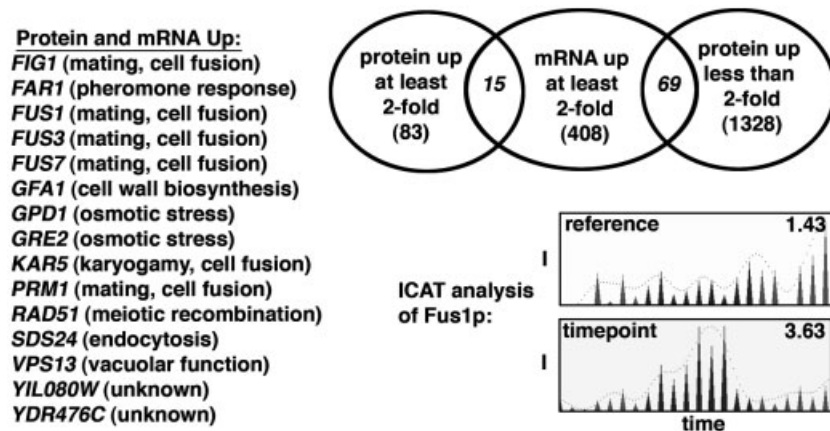 Protein and mRNA Up:
FIG1 (mating, cell fusion)
FAR1 (pheromone response)
FUS1 (mating, cell fusion)
FUS3 (mating, cell fusion)
FUS7 (mating, cell fusion)
GFA1 (cell wall biosynthesis)
GPD1 (osmotic stress)
GRE2 (osmotic stress)
KAR5 (karyogamy, cell fusion)
PRM1 (mating, cell fusion)
RAD51 (meiotic recombination)
SDS24 (endocytosis)
VPS13 (vacuolar function)
YIL080W (unknown)
YDR476C (unknown)
protein up
at least
2-fold
(83)
15
mRNA up
at least
2-fold
(408)
69
protein up
less than
2-fold
(1328)
ICAT analysis
of Fus1p:
reference 1.43
I
timepoint 3.63
I
time